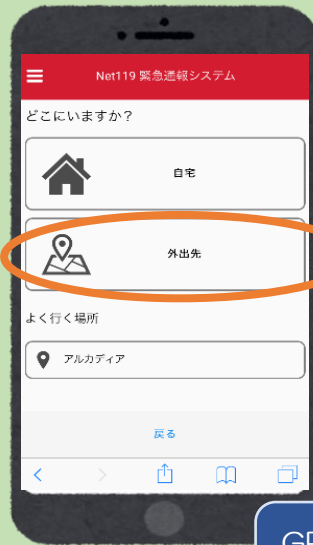 Net119 緊急通報システム
どこにいますか？
自宅
外出先
よく行く場所
アルカディア
戻る